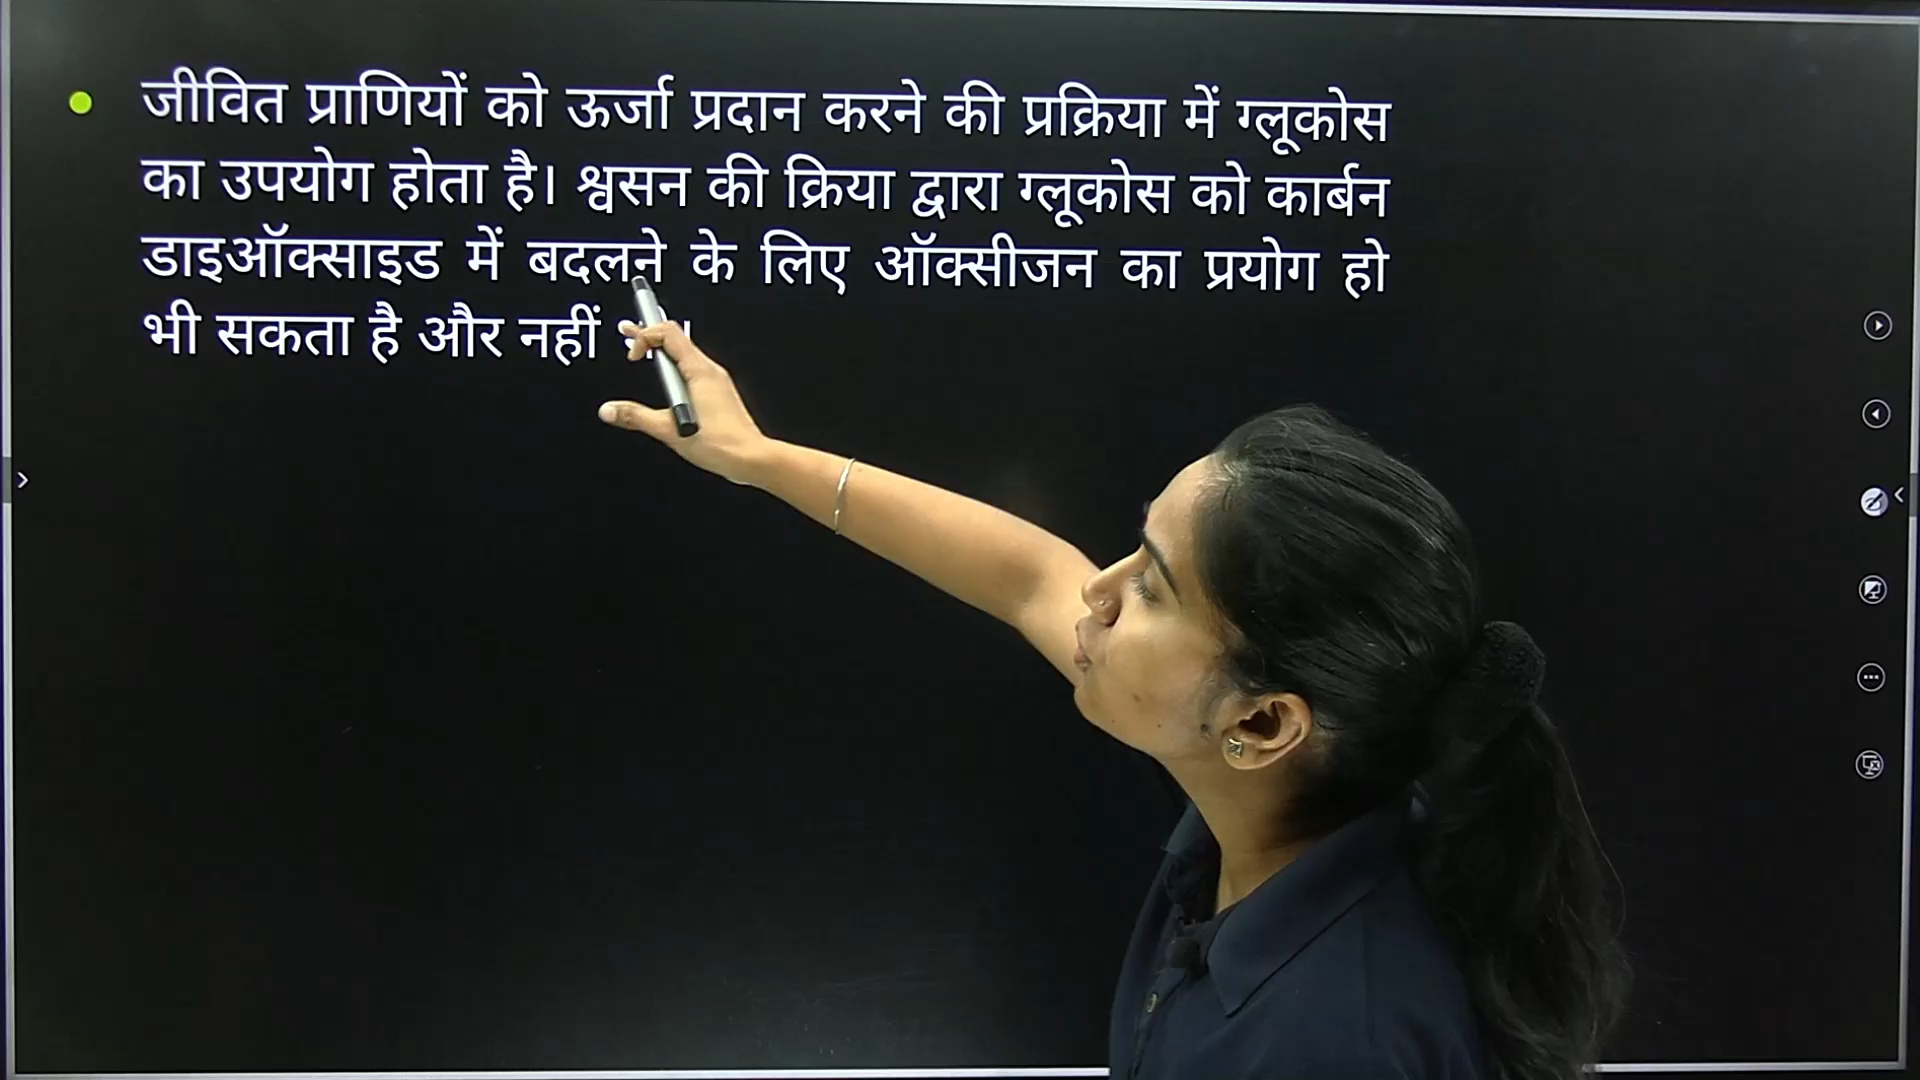 जीवित प्राणियों को ऊर्जा प्रदान करने की प्रक्रिया में ग्लूकोस
का उपयोग होता है। श्वसन की क्रिया द्वारा ग्लूकोस को कार्बन
डाइऑक्साइड में बदलने के लिए ऑक्सीजन का प्रयोग हो
भी सकता है और नहीं